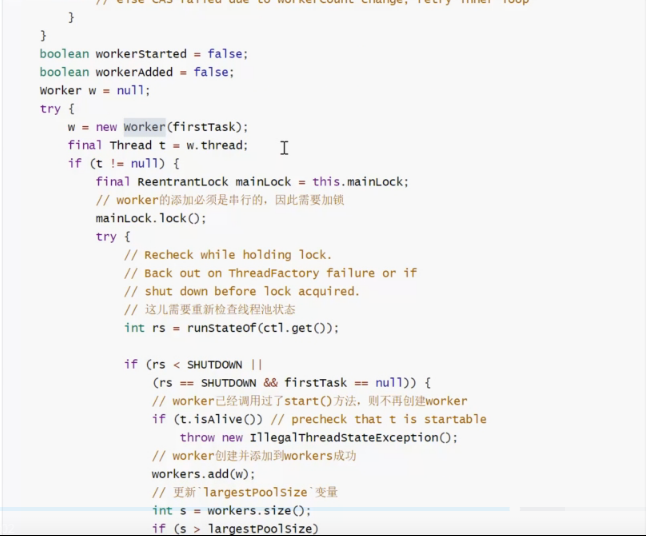 // else CAS failed due to workerCount change; retry inner loop
}
}
boolean workerStarted = false;
boolean workerAdded = false;
Worker w = null;
try {
w = new Worker(firstTask);
final Thread t = w.thread;
if (t != null) {
final ReentrantLock mainLock = this.mainLock;
// worker的添加必须是串行的，因此需要加锁
mainLock.lock();
try {
// Recheck while holding lock.
// Back out on ThreadFactory failure or if
// shut down before lock acquired.
// 这儿需要重新检查线程池状态
int rs = runStateOf(ctl.get());
if (rs < SHUTDOWN ||
(rs == SHUTDOWN && firstTask == null)) {
// worker已经调用过了start()方法，则不再创建worker
if (t.isAlive()) // precheck that t is startable
throw new IllegalThreadStateException();
// worker创建并添加到workers成功
workers.add(w);
// 更新`largestPoolSize`变量
int s = workers.size();
if (s > largestPoolSize)